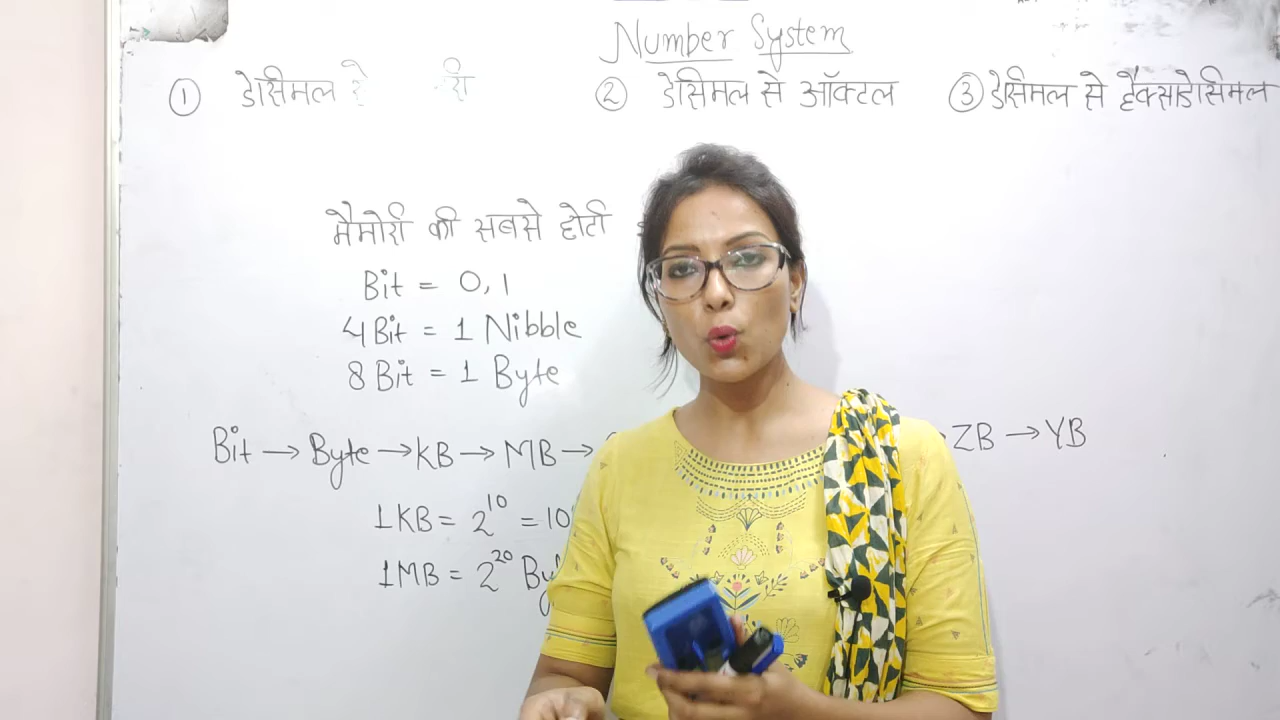 Number System
① डेसिमल
② डेसिमल से ऑक्टल
③ डेसिमल से हैक्साडेसिमल
मैमोरी की सबसे छोटी
Bit = 0, 1
4 Bit = 1 Nibble
8 Bit = 1 Byte
Bit → Byte → KB → MB → ZB → YB
1KB = 2^10 = 10
1MB = 2^20 By